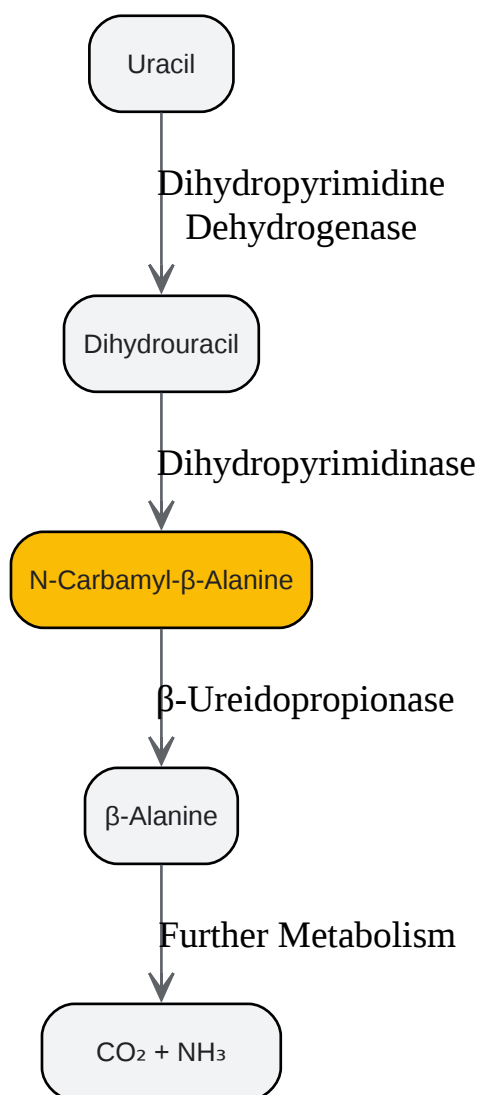 Uracil
Dihydropyrimidine
Dehydrogenase
Dihydrouracil
Dihydropyrimidinase
N-Carbamyl-β-Alanine
β-Ureidopropionase
β-Alanine
Further Metabolism
CO₂ + NH₃